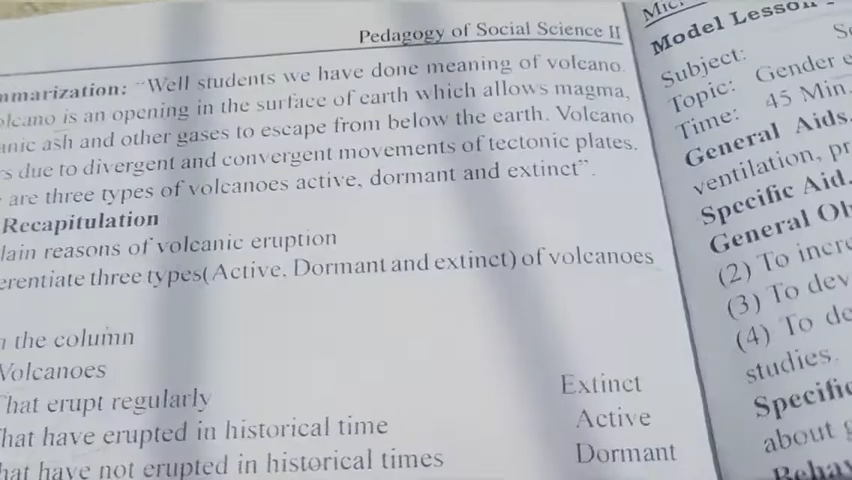 Pedagogy of Social Science II
mmarization: "Well students we have done meaning of volcano.
olcano is an opening in the surface of earth which allows magma,
anic ash and other gases to escape from below the earth. Volcano
rs due to divergent and convergent movements of tectonic plates.
are three types of volcanoes active, dormant and extinct".
Recapitulation
lain reasons of volcanic eruption
erentiate three types(Active, Dormant and extinct) of volcanoes
n the column
Volcanoes
That erupt regularly Extinct
That have erupted in historical time Active
hat have not erupted in historical times Dormant
Model Lesson
Subject:
Topic: Gender e
Time: 45 Min.
General Aids.
ventilation, pr
Specific Aid.
General Ob
(2) To incre
(3) To dev
(4) To de
studies.
Specific
about g
Behav